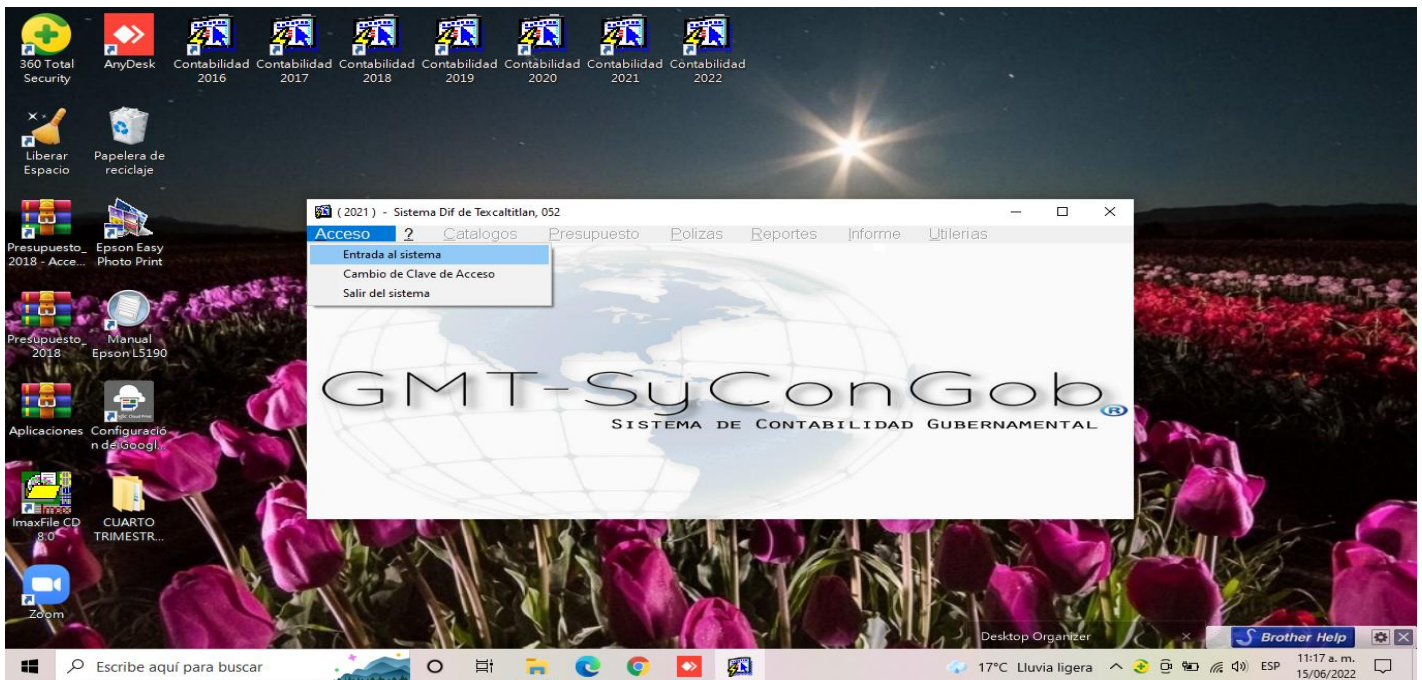 360 Total
Security
AnyDesk
Contabilidad
2016
Contabilidad
2017
Contabilidad
2018
Contabilidad
2019
Contabilidad
2020
Contabilidad
2021
Contabilidad
2022
Liberar
Espacio
Papelera de
reciclaje
Presupuesto_
2018 - Acce...
Epson Easy
Photo Print
Presupuesto_
2018
Manual
Epson L5190
Aplicaciones
Configuració
n de Googl...
ImaxFile CD
8.0
CUARTO
TRIMESTR...
Zoom
( 2021 ) - Sistema Dif de Texcaltitlan, 052
Acceso ? Catalogos Presupuesto Polizas Reportes Informe Utilerias
Entrada al sistema
Cambio de Clave de Acceso
Salir del sistema
GMT-SyConGob®
SISTEMA DE CONTABILIDAD GUBERNAMENTAL
Desktop Organizer
Brother Help
Escribe aquí para buscar
17°C Lluvia ligera
ESP
11:17 a. m.
15/06/2022